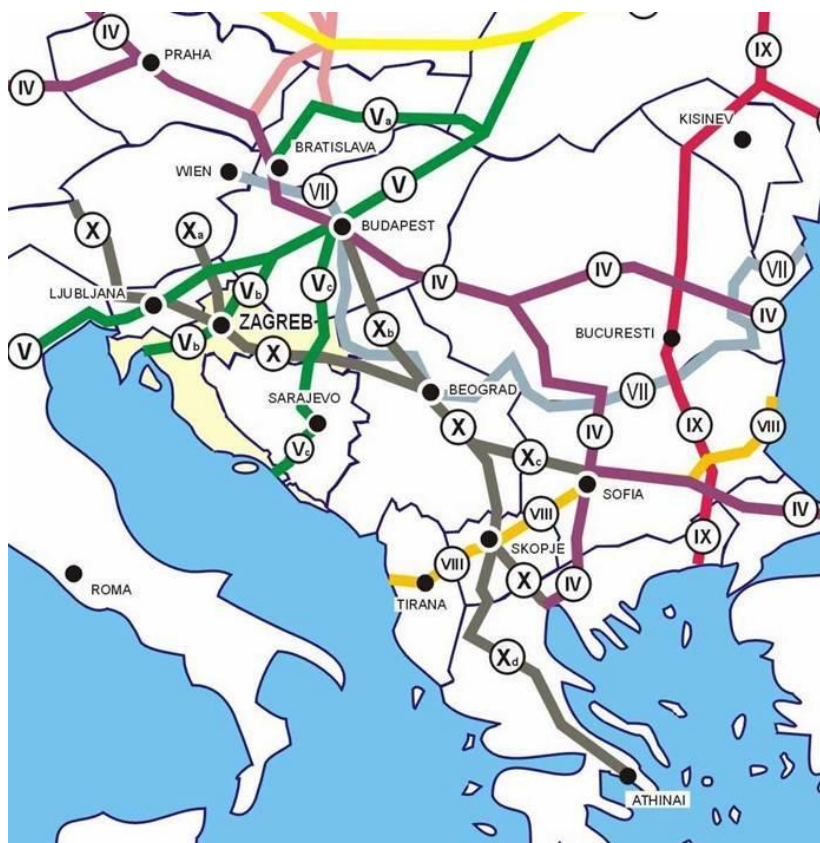 IV
IX
PRAHA
IV
Va
KISINEV
BRATISLAVA
WIEN
VII
V
X
Xa
BUDAPEST
VII
IV
IV
Vc
Vb
LJUBLJANA
IV
ZAGREB
Xb
BUCURESTI
Vb
X
V
BEOGRAD
VII
SARAJEVO
X
IV
IX
VIII
Vc
Xc
SOFIA
IV
VIII
SKOPJE
IX
VIII
X
IV
ROMA
TIRANA
Xd
ATHINAI